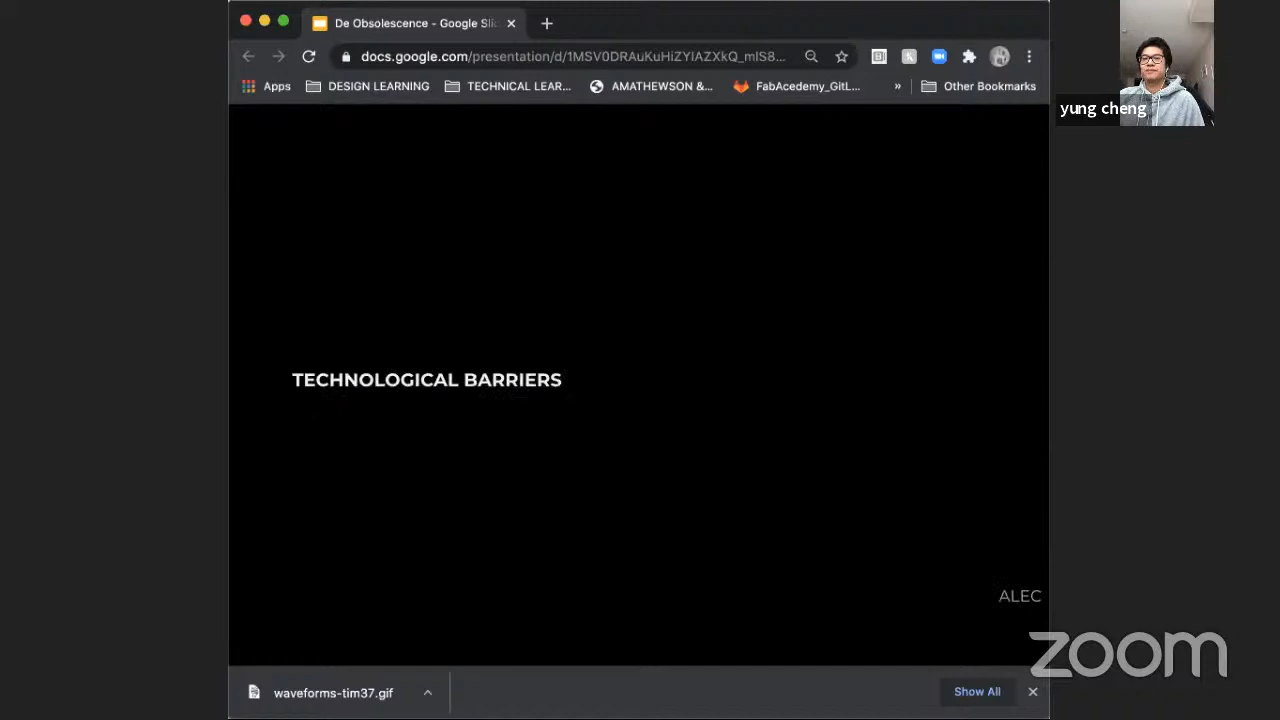 De Obsolescence - Google Slid
docs.google.com/presentation/d/1MSV0DRAuKuHiZYIAZXkQ_mIS8...
Apps
DESIGN LEARNING
TECHNICAL LEAR...
AMATHEWSON &...
FabAcedemy_GitL...
»
Other Bookmarks
yung cheng
TECHNOLOGICAL BARRIERS
ALEC
zoom
waveforms-tim37.gif
Show All